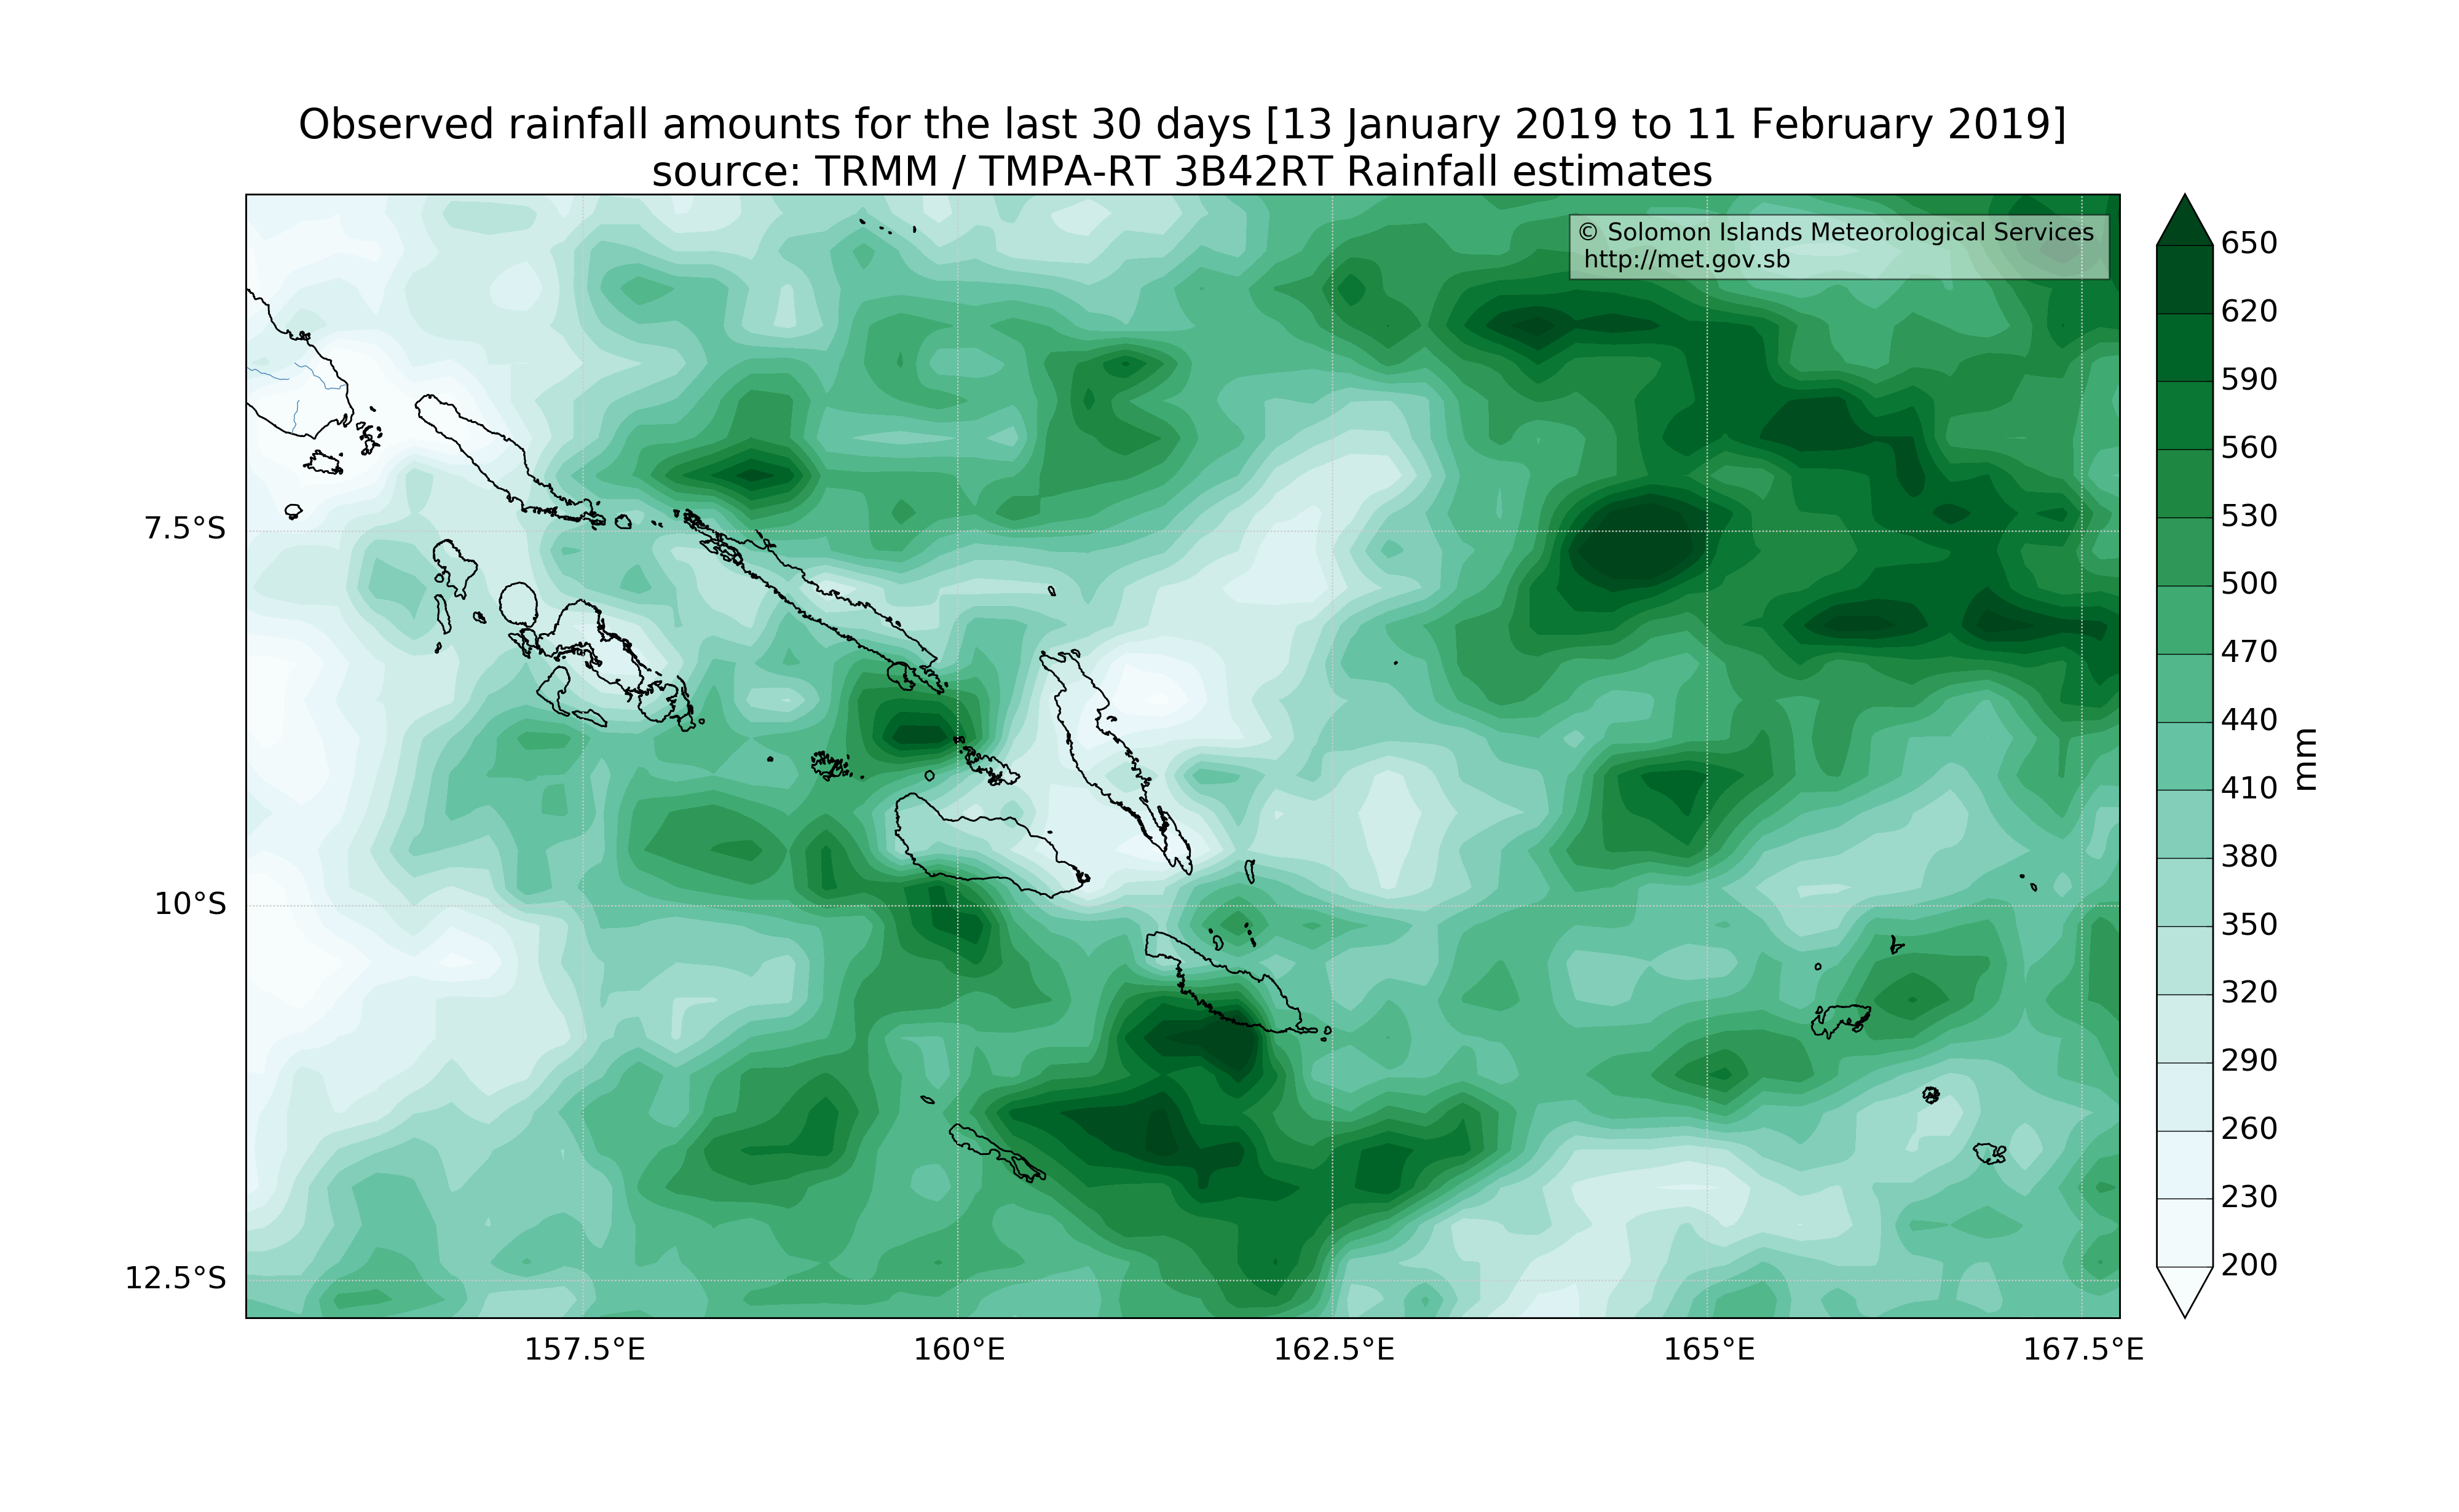 Observed rainfall amounts for the last 30 days [13 January 2019 to 11 February 2019]
source: TRMM / TMPA-RT 3B42RT Rainfall estimates
© Solomon Islands Meteorological Services
http://met.gov.sb
7.5°S
10°S
12.5°S
157.5°E
160°E
162.5°E
165°E
167.5°E
650
620
590
560
530
500
470
440
410
380
350
320
290
260
230
200
mm